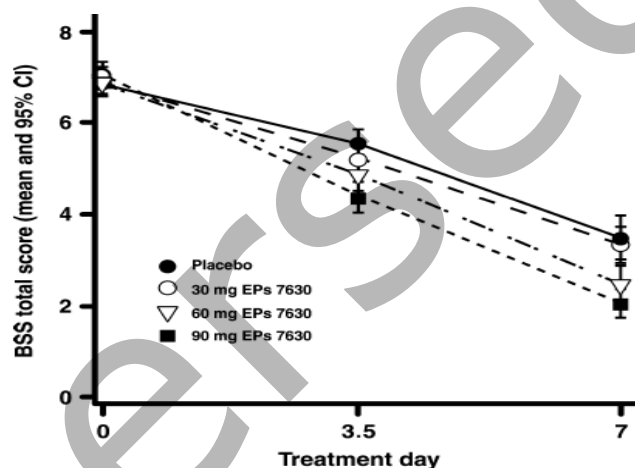 BSS total score (mean and 95% CI)
8
6
4
2
0
Placebo
30 mg EPs 7630
60 mg EPs 7630
90 mg EPs 7630
0 3.5 7
Treatment day